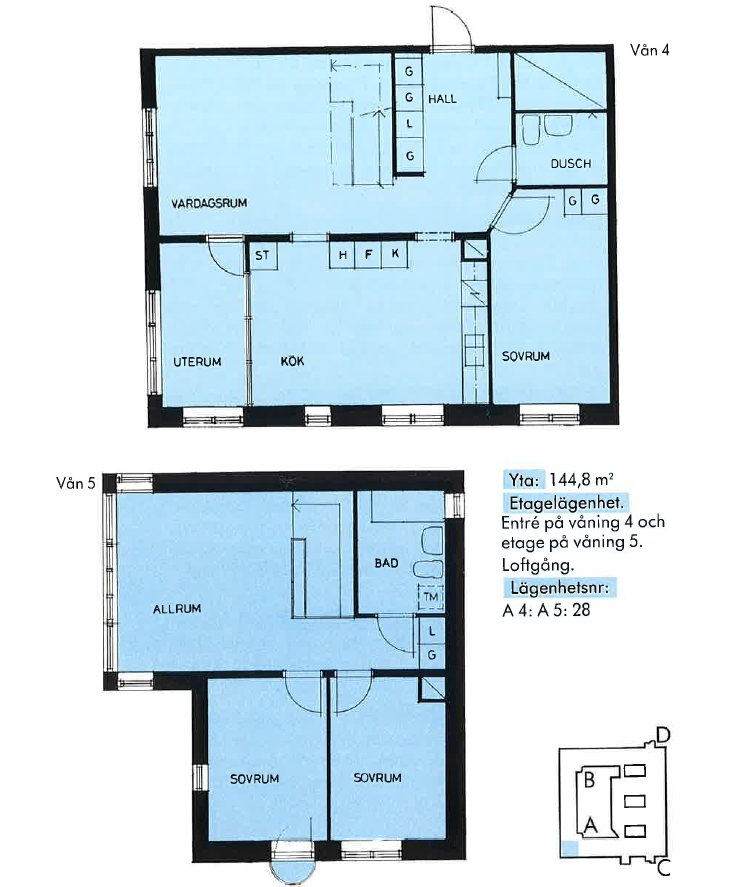 Vån 4
G
G
HALL
L
G
DUSCH
VARDAGSRUM
G G
ST
H F K
UTERUM
KÖK
SOVRUM
Vån 5
Yta: 144,8 m²
Etagelägenhet.
Entré på våning 4 och
etage på våning 5.
Loftgång.
Lägenhetsnr:
A 4: A 5: 28
BAD
TM
ALLRUM
L
G
SOVRUM
SOVRUM
D
B
A
C